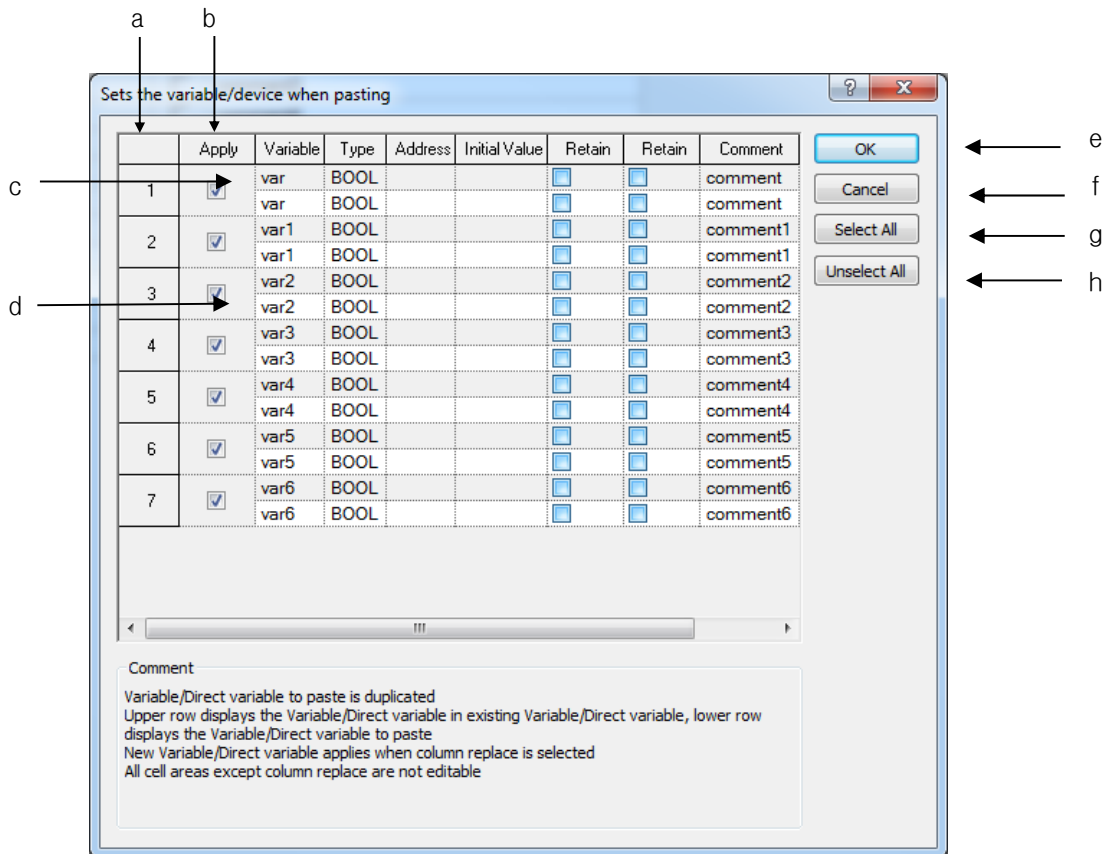 a b
Sets the variable/device when pasting
Apply Variable Type Address Initial Value Retain Retain Comment
1 var BOOL comment
var BOOL comment
2 var1 BOOL comment1
var1 BOOL comment1
3 var2 BOOL comment2
var2 BOOL comment2
4 var3 BOOL comment3
var3 BOOL comment3
5 var4 BOOL comment4
var4 BOOL comment4
6 var5 BOOL comment5
var5 BOOL comment5
7 var6 BOOL comment6
var6 BOOL comment6
c
d
OK e
Cancel f
Select All g
Unselect All h
Comment
Variable/Direct variable to paste is duplicated
Upper row displays the Variable/Direct variable in existing Variable/Direct variable, lower row
displays the Variable/Direct variable to paste
New Variable/Direct variable applies when column replace is selected
All cell areas except column replace are not editable